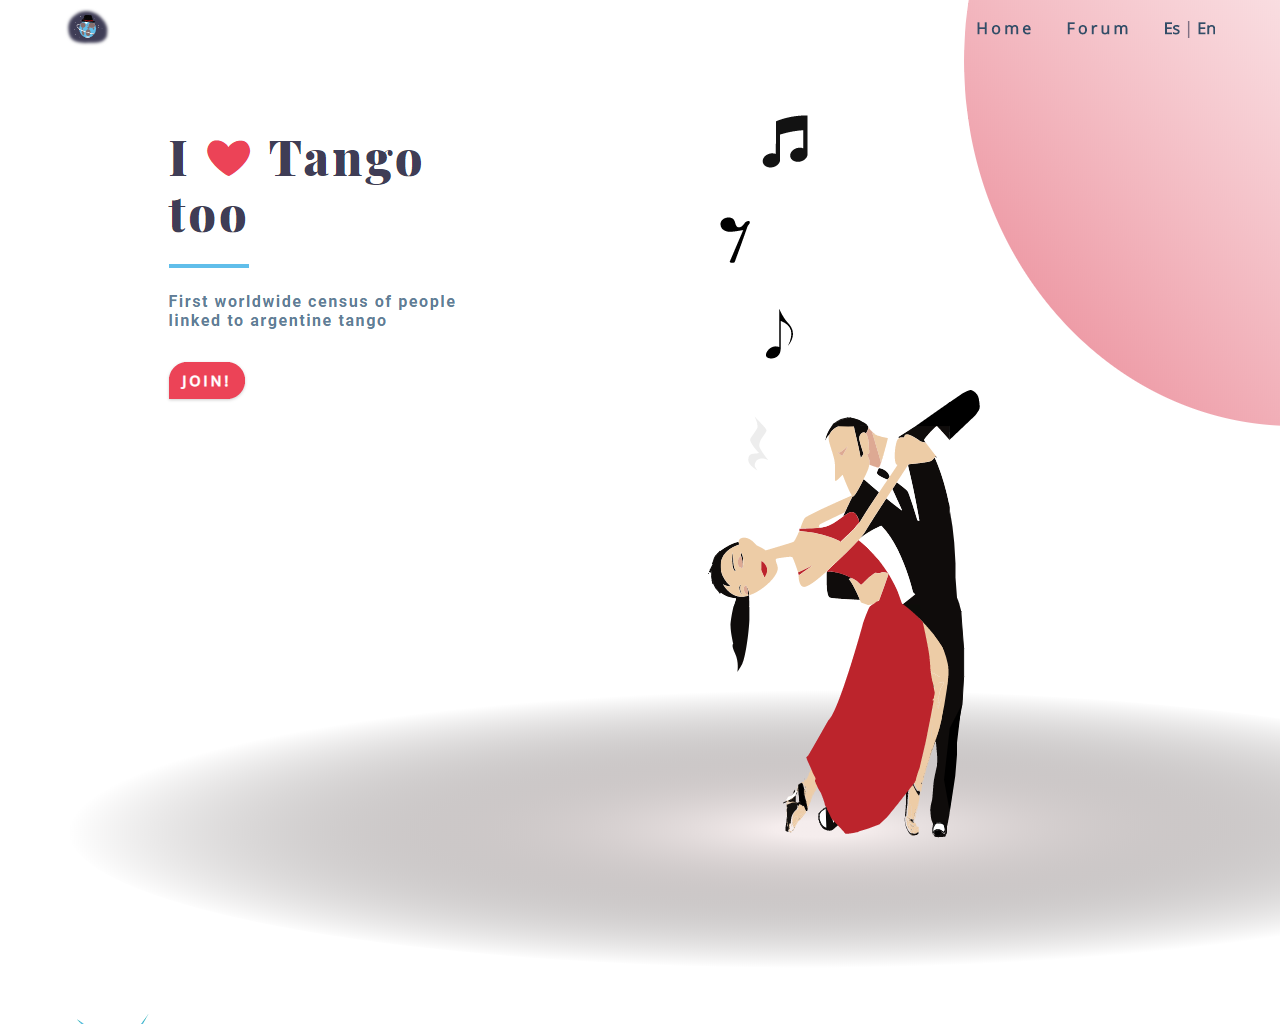 Home Forum Es | En
I ❤ Tango
too
First worldwide census of people
linked to argentine tango
JOIN!